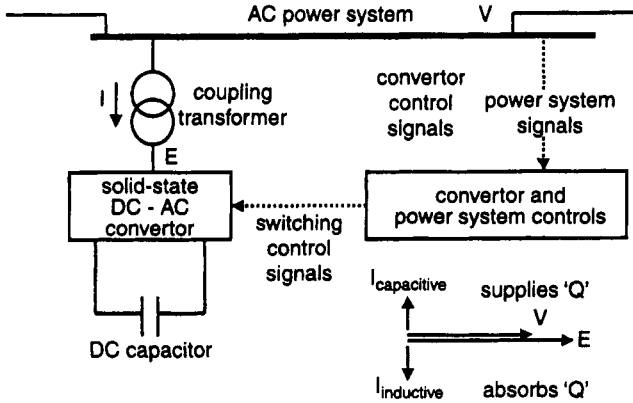 AC power system
V
I
coupling
transformer
convertor
control
signals
power system
signals
E
solid-state
DC - AC
convertor
switching
control
signals
convertor and
power system controls
DC capacitor
Icapacitive
supplies 'Q'
V
E
Iinductive
absorbs 'Q'